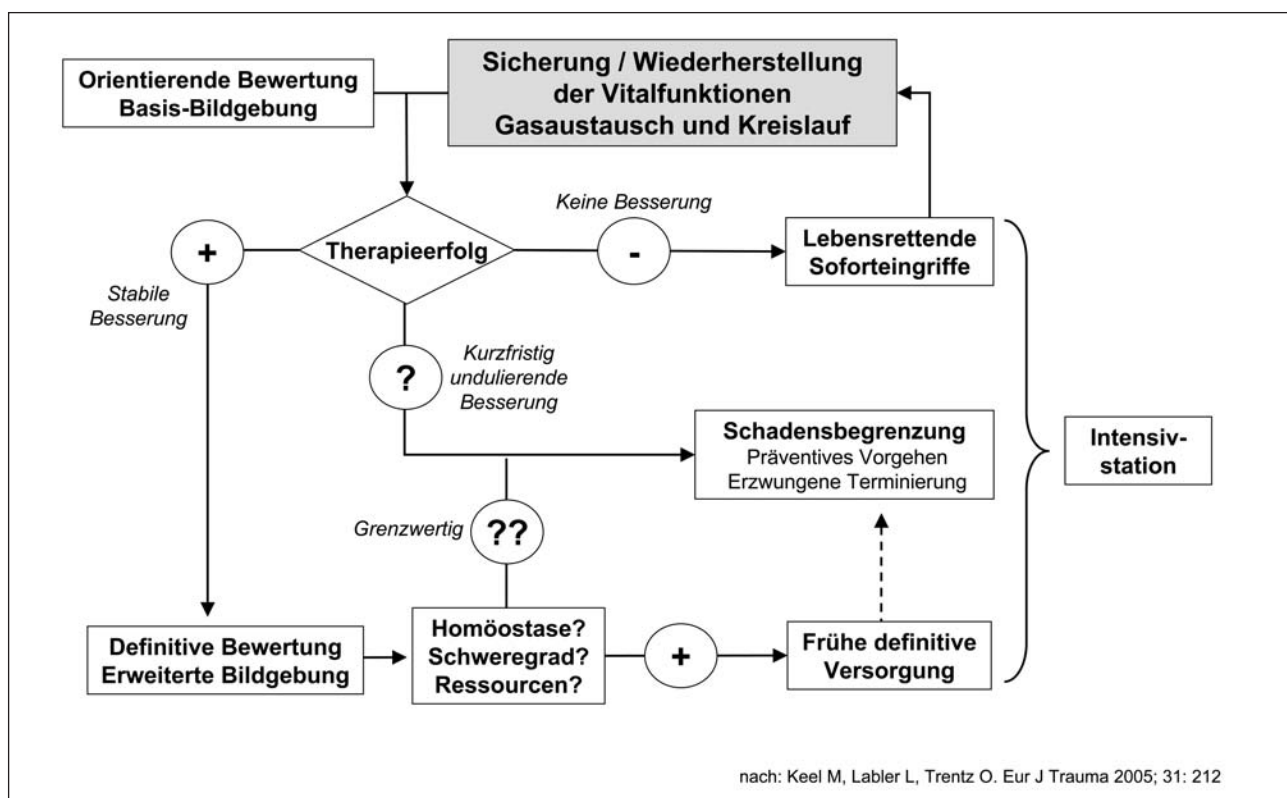 Orientierende Bewertung
Basis-Bildgebung
Sicherung / Wiederherstellung
der Vitalfunktionen
Gasaustausch und Kreislauf
Keine Besserung
+
Therapieerfolg
-
Lebensrettende
Soforteingriffe
Stabile
Besserung
?
Kurzfristig
undulierende
Besserung
Schadensbegrenzung
Präventives Vorgehen
Erzwungene Terminierung
Intensiv-
station
Grenzwertig
??
Definitive Bewertung
Erweiterte Bildgebung
Homöostase?
Schweregrad?
Ressourcen?
+
Frühe definitive
Versorgung
nach: Keel M, Labler L, Trentz O. Eur J Trauma 2005; 31: 212